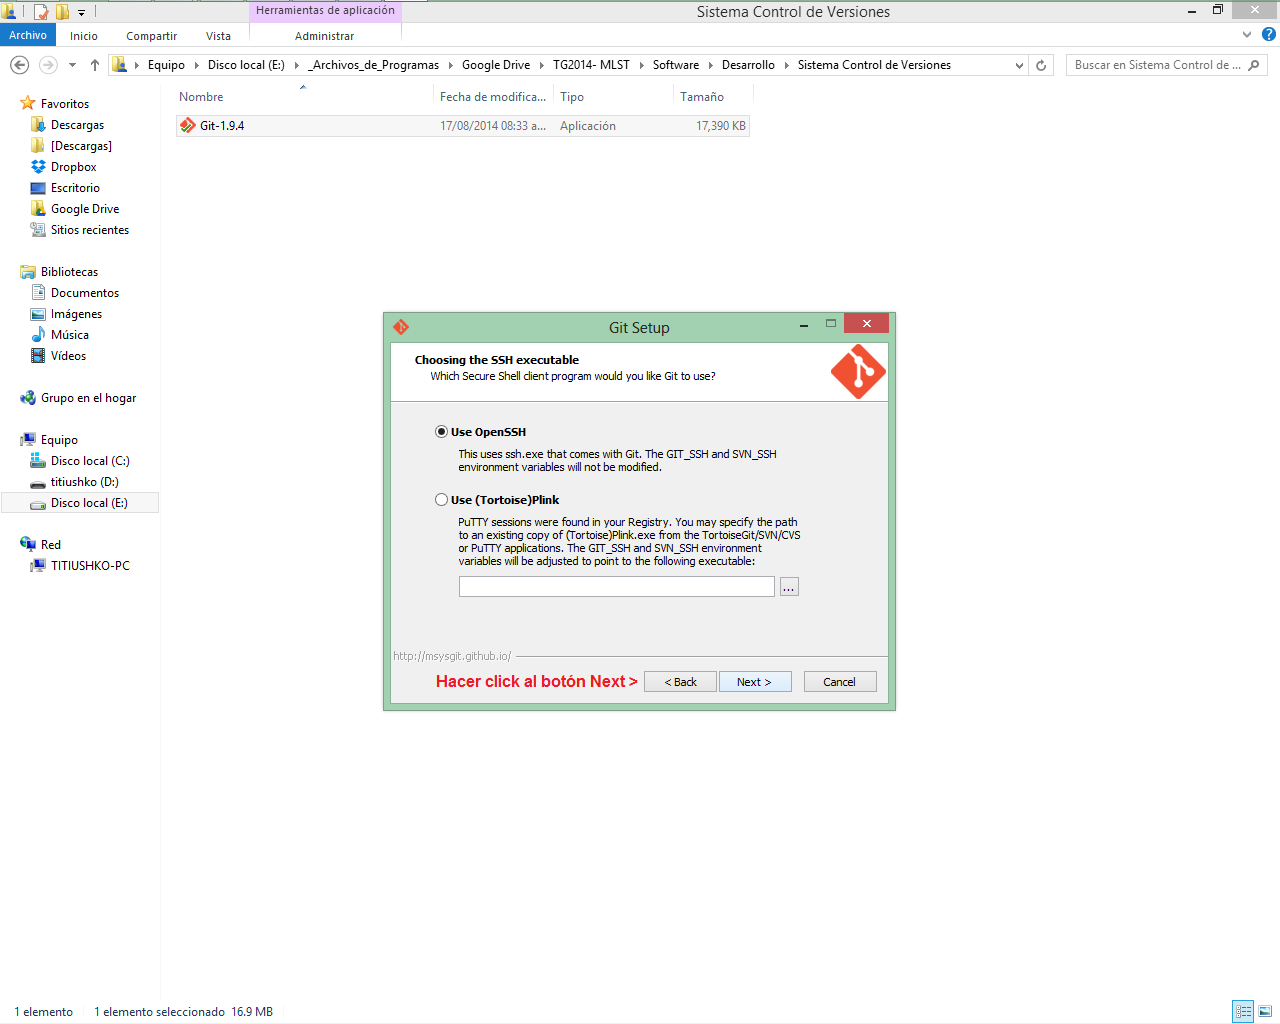 Herramientas de aplicación
Sistema Control de Versiones
Archivo Inicio Compartir Vista Administrar
Equipo Disco local (E:) _Archivos_de_Programas Google Drive TG2014- MLST Software Desarrollo Sistema Control de Versiones
Buscar en Sistema Control de ...
Nombre Fecha de modifica... Tipo Tamaño
Git-1.9.4 17/08/2014 08:33 a... Aplicación 17,390 KB
Favoritos
Descargas
[Descargas]
Dropbox
Escritorio
Google Drive
Sitios recientes
Bibliotecas
Documentos
Imágenes
Música
Vídeos
Grupo en el hogar
Equipo
Disco local (C:)
titiushko (D:)
Disco local (E:)
Red
TITIUSHKO-PC
Git Setup
Choosing the SSH executable
Which Secure Shell client program would you like Git to use?
Use OpenSSH
This uses ssh.exe that comes with Git. The GIT_SSH and SVN_SSH
environment variables will not be modified.
Use (Tortoise)Plink
PuTTY sessions were found in your Registry. You may specify the path
to an existing copy of (Tortoise)Plink.exe from the TortoiseGit/SVN/CVS
or PuTTY applications. The GIT_SSH and SVN_SSH environment
variables will be adjusted to point to the following executable:
...
http://msysgit.github.io/
Hacer click al botón Next > < Back Next > Cancel
1 elemento 1 elemento seleccionado 16.9 MB